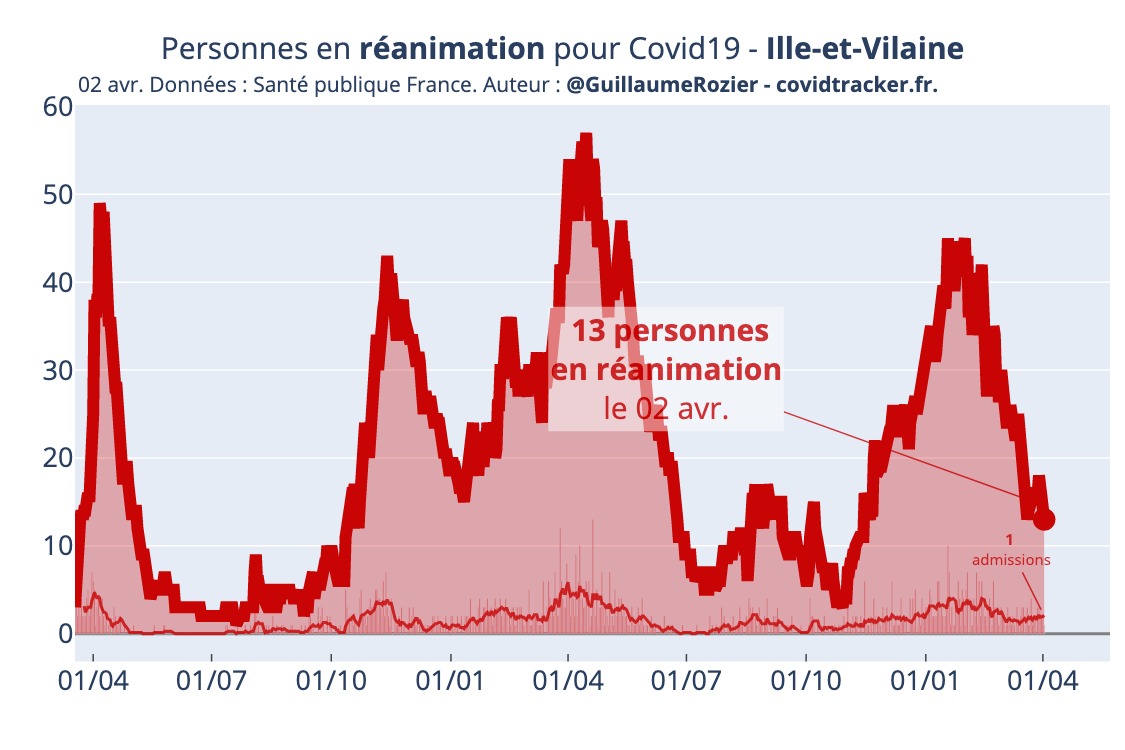 Personnes en réanimation pour Covid19 - Ille-et-Vilaine
02 avr. Données : Santé publique France. Auteur : @GuillaumeRozier - covidtracker.fr.
60
50
40
30
20
10
0
13 personnes
en réanimation
le 02 avr.
1
admissions
01/04
01/07
01/10
01/01
01/04
01/07
01/10
01/01
01/04